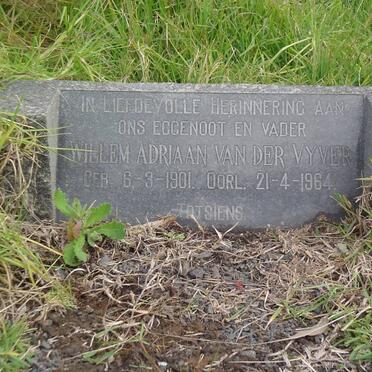 IN LIEFDEVOLLE HERINNERING AAN
ONS EGGENOOT EN VADER
WILLEM ADRIAAN VAN DER VYVER
GEB. 6-3-1901. OORL. 21-4-1964.
TOTSIENS.